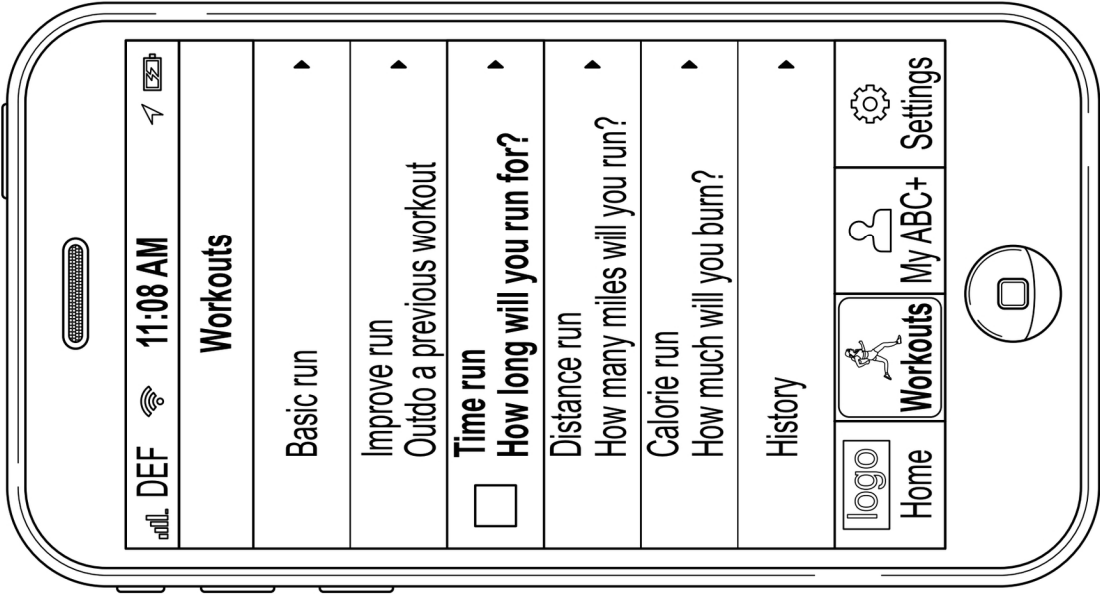 DEF 11:08 AM
Workouts
Basic run
Improve run
Outdo a previous workout
Time run
How long will you run for?
Distance run
How many miles will you run?
Calorie run
How much will you burn?
History
logo
Home
Workouts
My ABC+
Settings